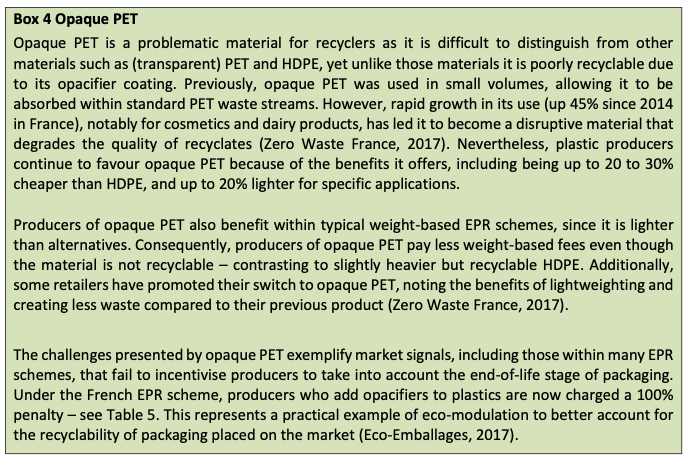 Box 4 Opaque PET
Opaque PET is a problematic material for recyclers as it is difficult to distinguish from other
materials such as (transparent) PET and HDPE, yet unlike those materials it is poorly recyclable due
to its opacifier coating. Previously, opaque PET was used in small volumes, allowing it to be
absorbed within standard PET waste streams. However, rapid growth in its use (up 45% since 2014
in France), notably for cosmetics and dairy products, has led it to become a disruptive material that
degrades the quality of recyclates (Zero Waste France, 2017). Nevertheless, plastic producers
continue to favour opaque PET because of the benefits it offers, including being up to 20 to 30%
cheaper than HDPE, and up to 20% lighter for specific applications.
Producers of opaque PET also benefit within typical weight-based EPR schemes, since it is lighter
than alternatives. Consequently, producers of opaque PET pay less weight-based fees even though
the material is not recyclable – contrasting to slightly heavier but recyclable HDPE. Additionally,
some retailers have promoted their switch to opaque PET, noting the benefits of lightweighting and
creating less waste compared to their previous product (Zero Waste France, 2017).
The challenges presented by opaque PET exemplify market signals, including those within many EPR
schemes, that fail to incentivise producers to take into account the end-of-life stage of packaging.
Under the French EPR scheme, producers who add opacifiers to plastics are now charged a 100%
penalty – see Table 5. This represents a practical example of eco-modulation to better account for
the recyclability of packaging placed on the market (Eco-Emballages, 2017).